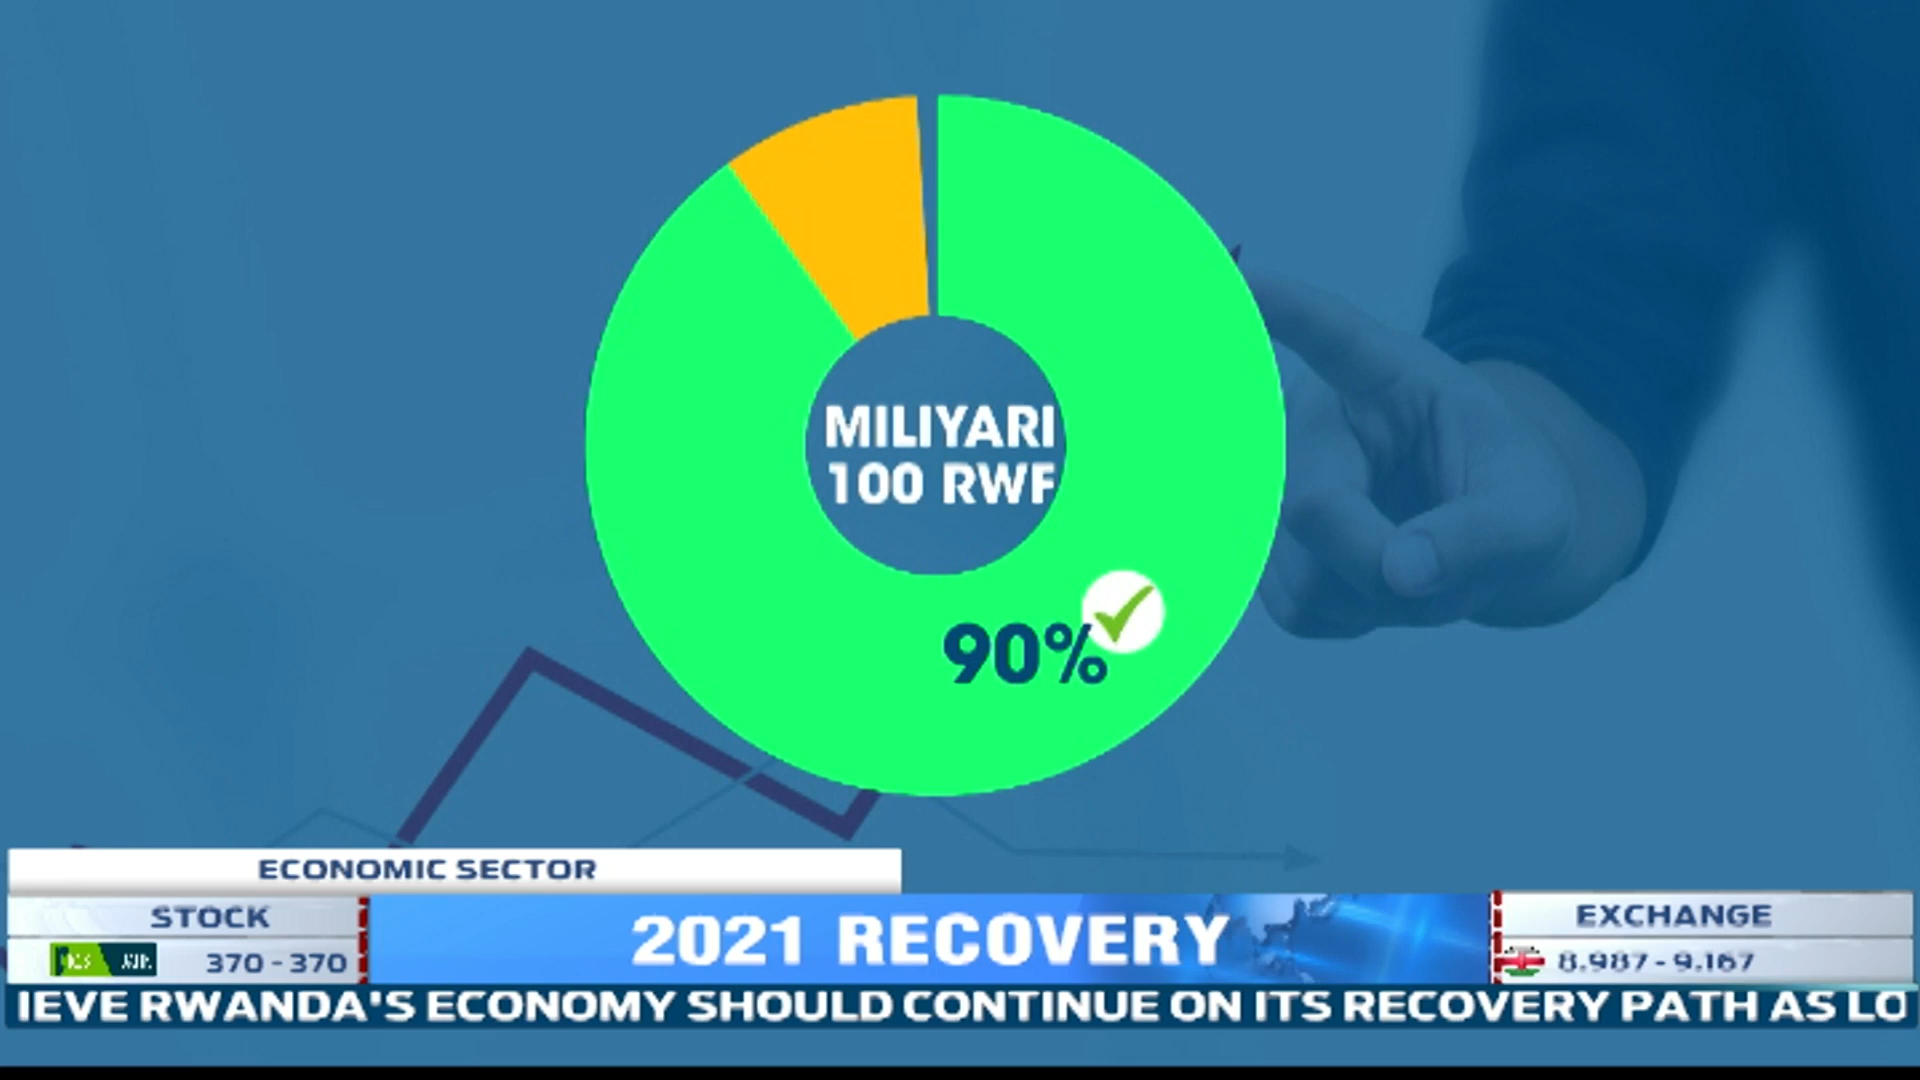 MILIYARI
100 RWF
90%
ECONOMIC SECTOR
STOCK
370 - 370
2021 RECOVERY
EXCHANGE
8.987 - 9.167
IEVE RWANDA'S ECONOMY SHOULD CONTINUE ON ITS RECOVERY PATH AS LO